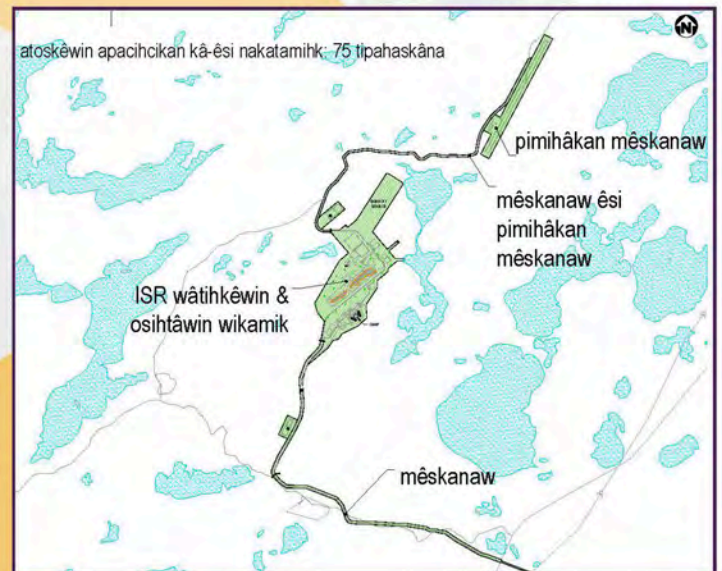 atoskêwin apacihcikan kâ-êsi nakatamihk: 75 tipahaskâna
N
pimihâkan mêskanaw
mêskanaw êsi
pimihâkan
mêskanaw
ISR wâtihkêwin &
osihtâwin wikamik
mêskanaw